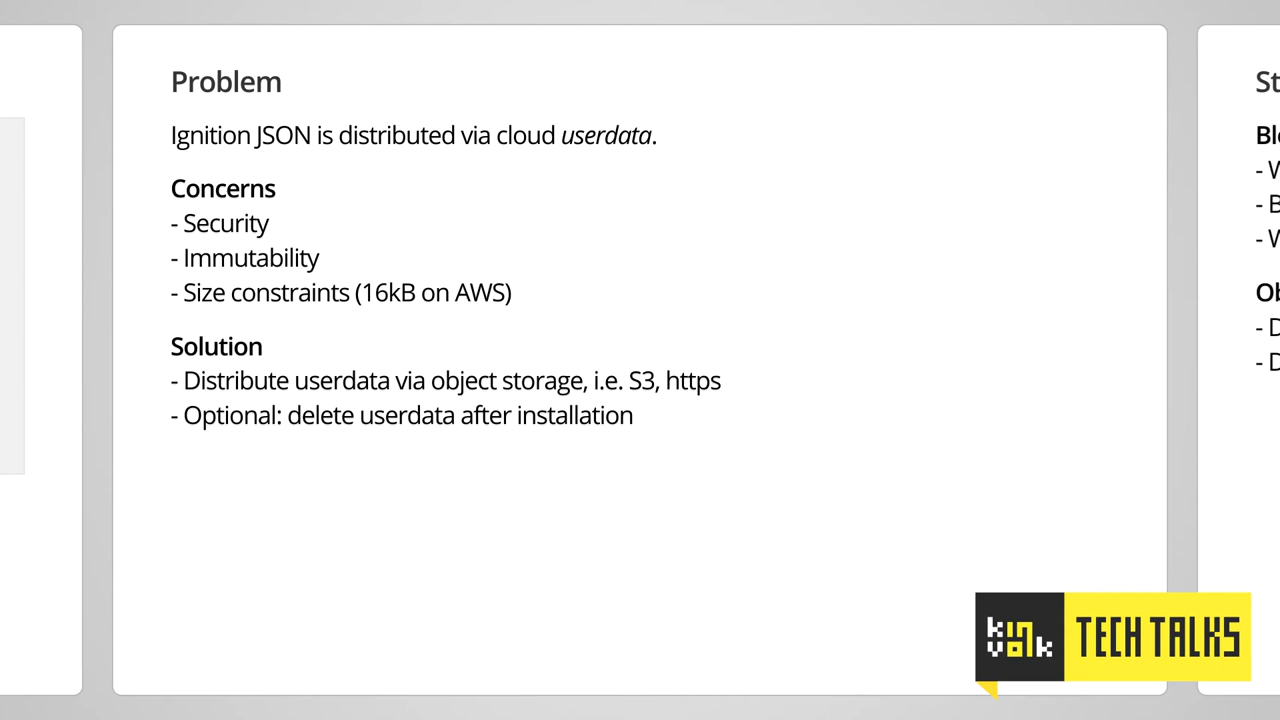 Problem
Ignition JSON is distributed via cloud userdata.
Concerns
- Security
- Immutability
- Size constraints (16kB on AWS)
Solution
- Distribute userdata via object storage, i.e. S3, https
- Optional: delete userdata after installation
kinvolk
TECH TALKS